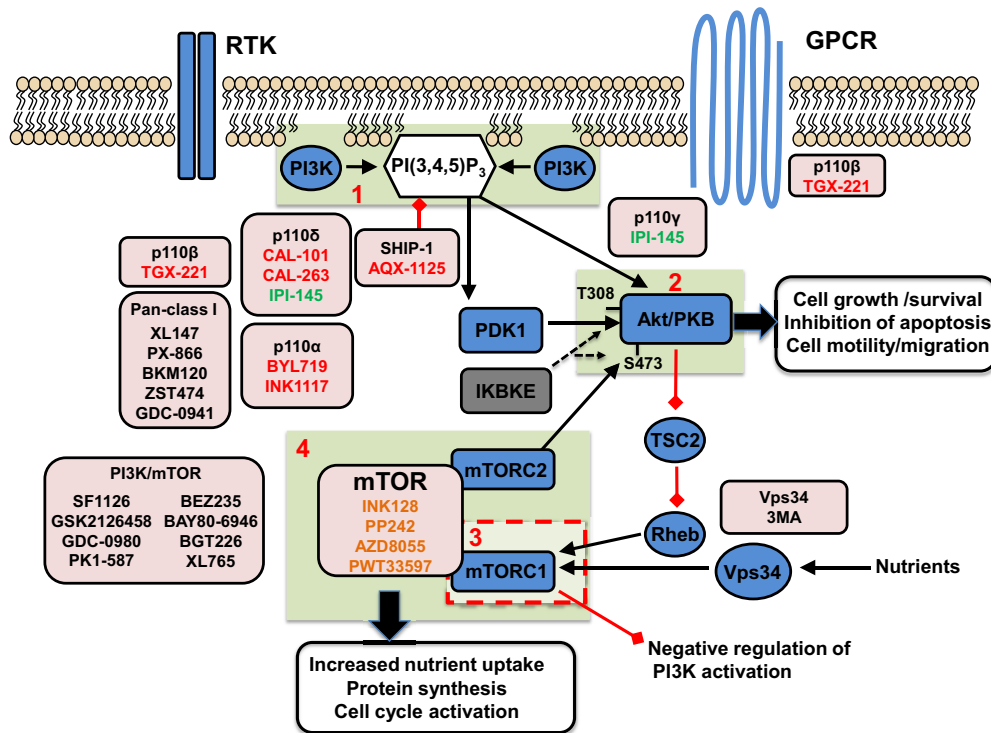 RTK
GPCR
PI3K
PI(3,4,5)P3
PI3K
1
p110β
TGX-221
p110γ
IPI-145
p110δ
CAL-101
CAL-263
IPI-145
SHIP-1
AQX-1125
p110β
TGX-221
Pan-class I
XL147
PX-866
BKM120
ZST474
GDC-0941
p110α
BYL719
INK1117
2
T308
Akt/PKB
S473
PDK1
IKBKE
Cell growth /survival
Inhibition of apoptosis
Cell motility/migration
TSC2
Rheb
Vps34
3MA
Vps34
Nutrients
4
mTORC2
mTOR
INK128
PP242
AZD8055
PWT33597
3
mTORC1
PI3K/mTOR
SF1126 BEZ235
GSK2126458 BAY80-6946
GDC-0980 BGT226
PK1-587 XL765
Negative regulation of
PI3K activation
Increased nutrient uptake
Protein synthesis
Cell cycle activation